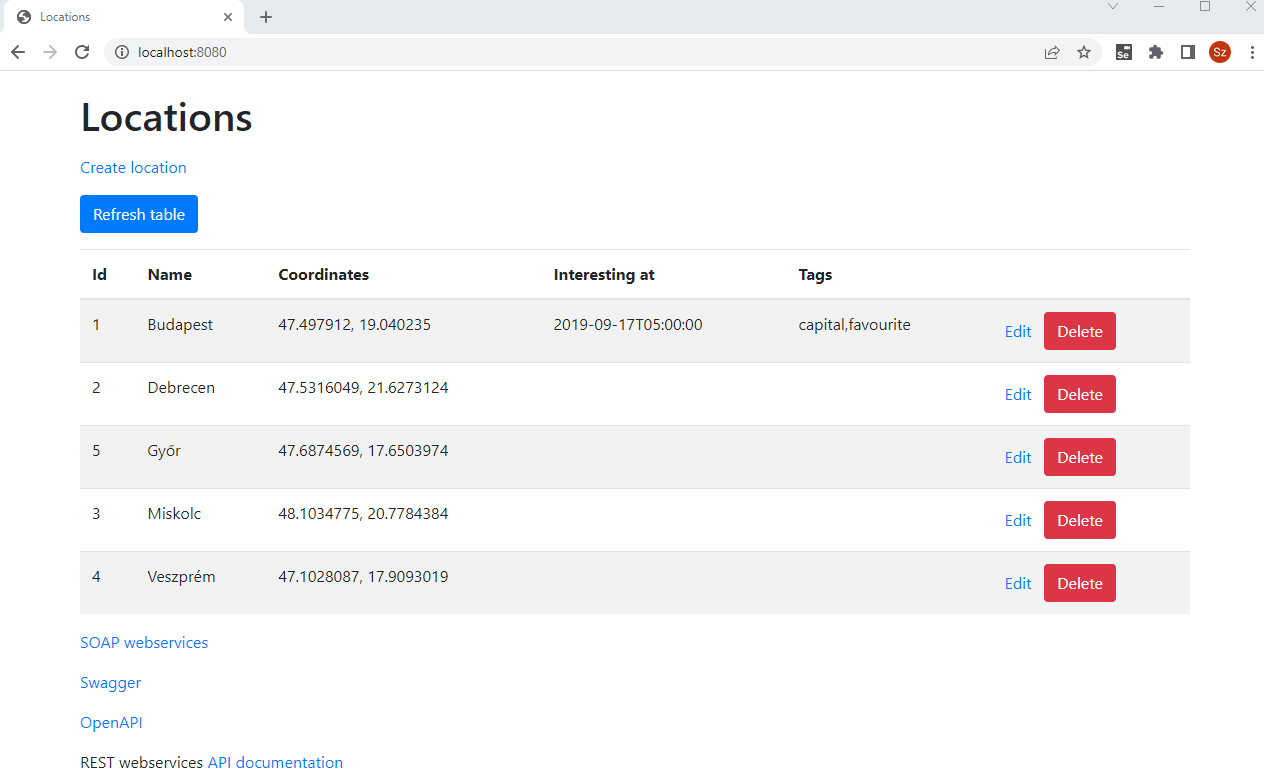 Locations
localhost:8080
Se
Sz
Locations
Create location
Refresh table
Id Name Coordinates Interesting at Tags
1 Budapest 47.497912, 19.040235 2019-09-17T05:00:00 capital,favourite Edit Delete
2 Debrecen 47.5316049, 21.6273124 Edit Delete
5 Győr 47.6874569, 17.6503974 Edit Delete
3 Miskolc 48.1034775, 20.7784384 Edit Delete
4 Veszprém 47.1028087, 17.9093019 Edit Delete
SOAP webservices
Swagger
OpenAPI
REST webservices API documentation